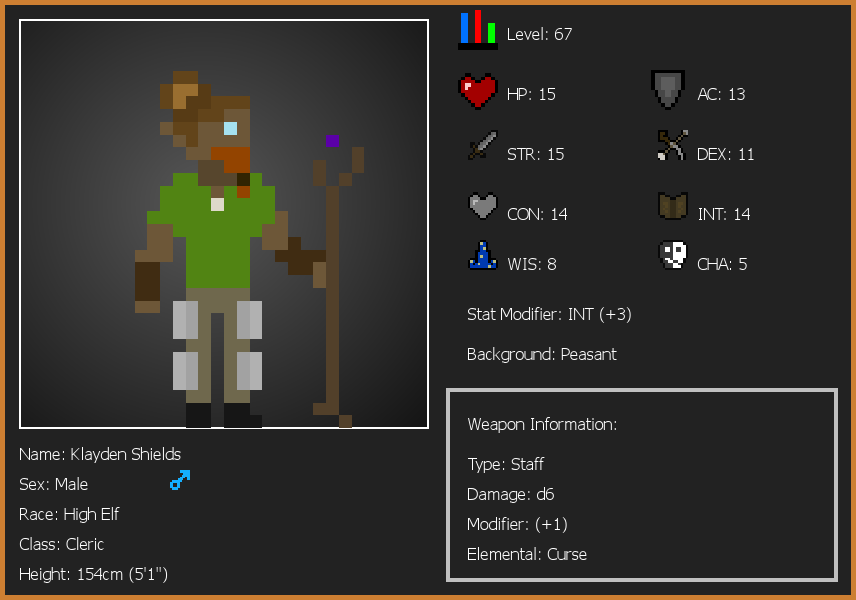 Level: 67
HP: 15
AC: 13
STR: 15
DEX: 11
CON: 14
INT: 14
WIS: 8
CHA: 5
Stat Modifier: INT (+3)
Background: Peasant
Weapon Information:
Type: Staff
Damage: d6
Modifier: (+1)
Elemental: Curse
Name: Klayden Shields
Sex: Male
Race: High Elf
Class: Cleric
Height: 154cm (5'1")